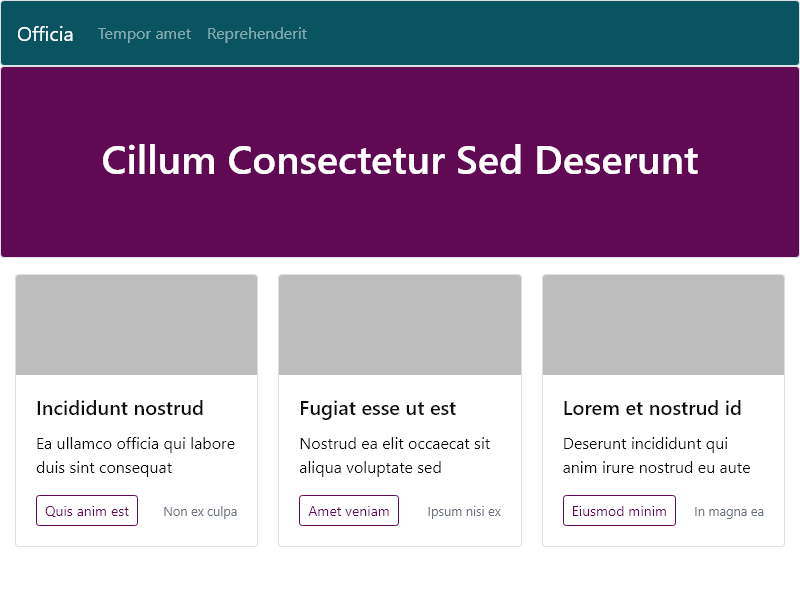 Officia
Tempor amet
Reprehenderit
Cillum Consectetur Sed Deserunt
Incididunt nostrud
Ea ullamco officia qui labore
duis sint consequat
Quis anim est
Non ex culpa
Fugiat esse ut est
Nostrud ea elit occaecat sit
aliqua voluptate sed
Amet veniam
Ipsum nisi ex
Lorem et nostrud id
Deserunt incididunt qui
anim irure nostrud eu aute
Eiusmod minim
In magna ea